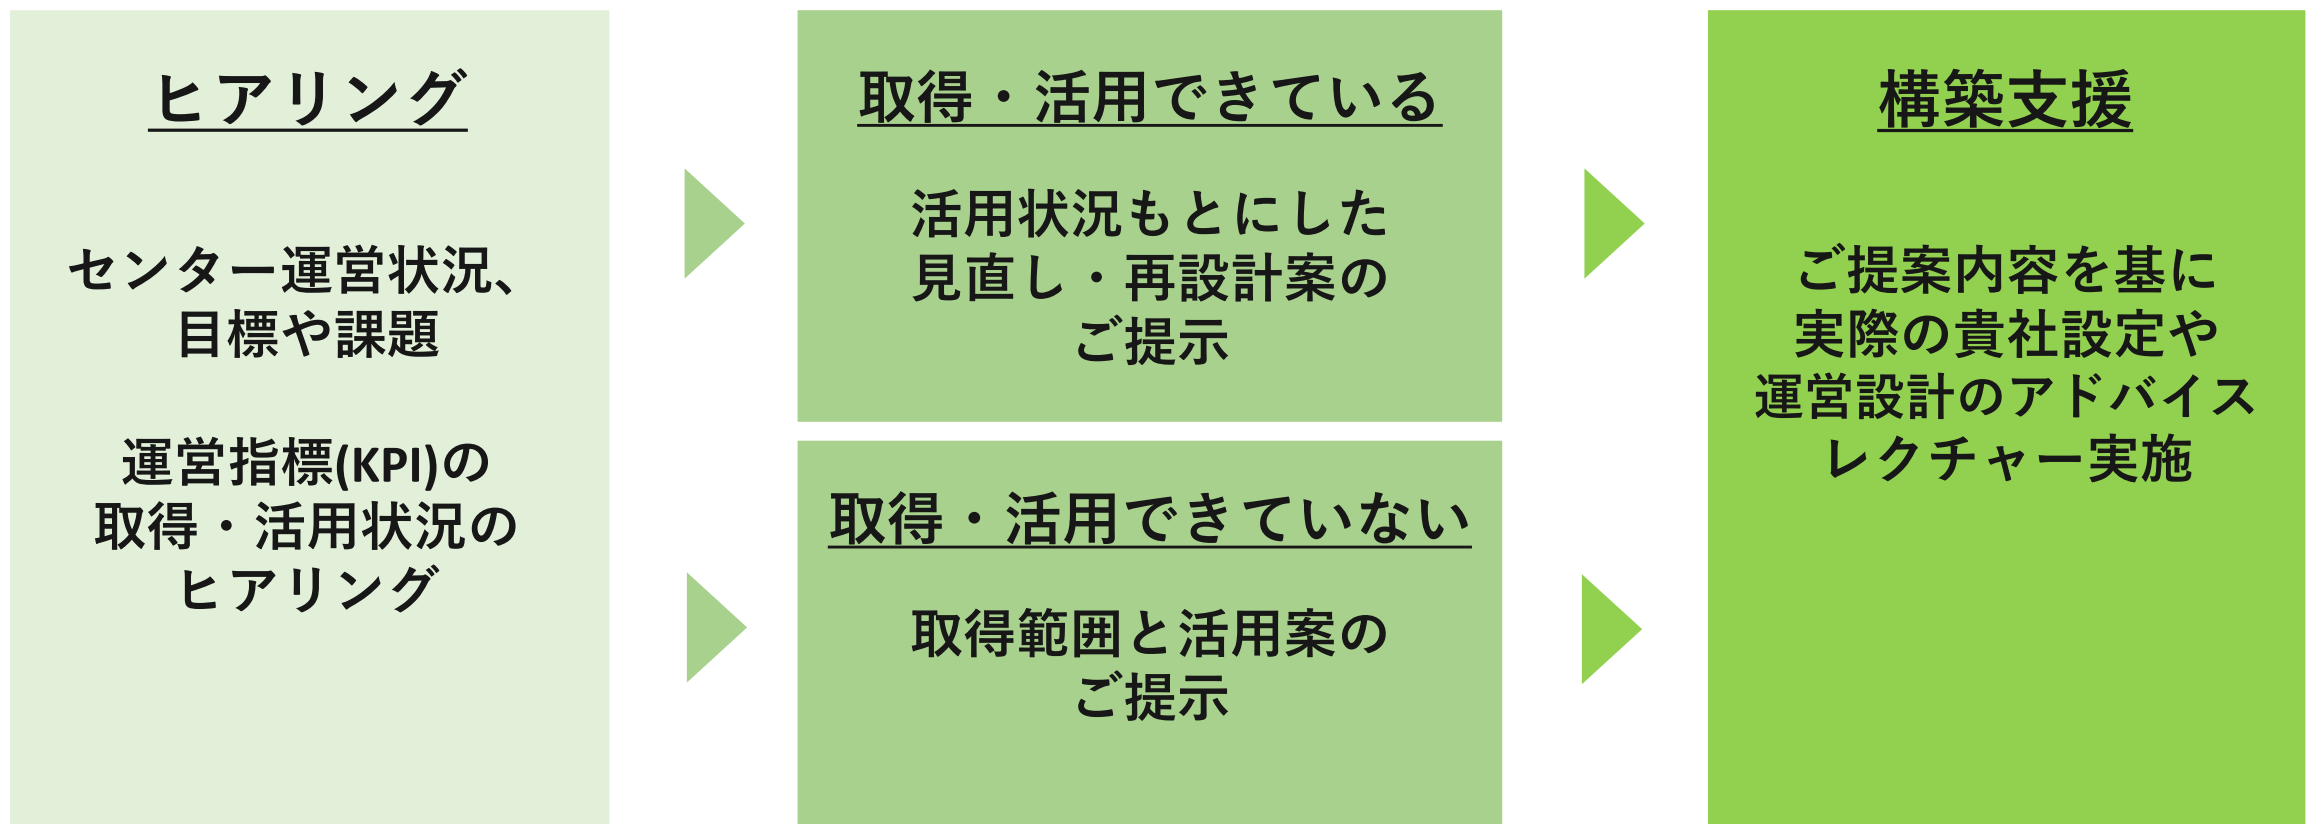 ヒアリング
センター運営状況、
目標や課題
運営指標(KPI)の
取得・活用状況の
ヒアリング
取得・活用できている
活用状況もとにした
見直し・再設計案の
ご提示
取得・活用できていない
取得範囲と活用案の
ご提示
構築支援
ご提案内容を基に
実際の貴社設定や
運営設計のアドバイス
レクチャー実施